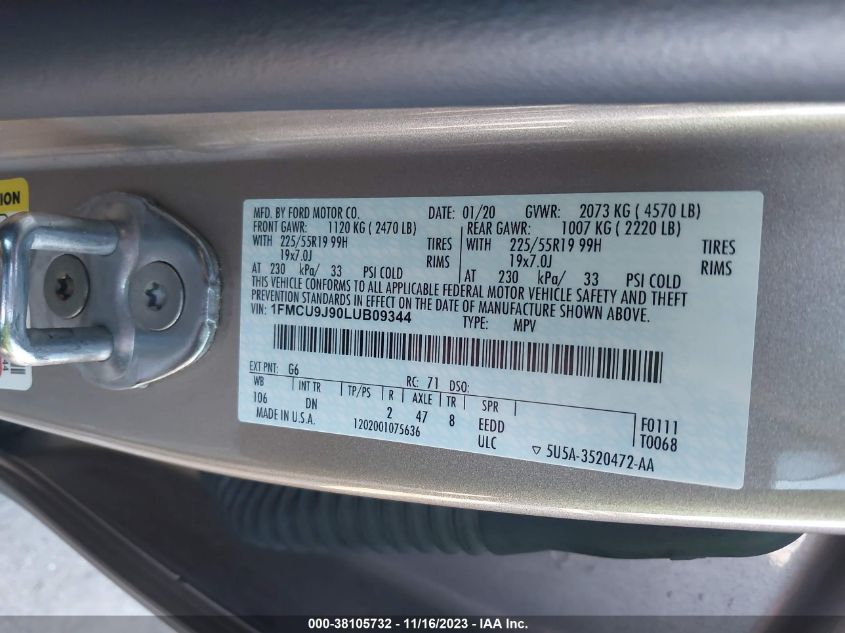 ION
MFD. BY FORD MOTOR CO. DATE: 01/20 GVWR: 2073 KG ( 4570 LB)
FRONT GAWR: 1120 KG ( 2470 LB) REAR GAWR: 1007 KG ( 2220 LB)
WITH 225/55R19 99H TIRES WITH 225/55R19 99H TIRES
19x7.0J RIMS 19x7.0J RIMS
AT 230 kPa/ 33 PSI COLD AT 230 kPa/ 33 PSI COLD
THIS VEHICLE CONFORMS TO ALL APPLICABLE FEDERAL MOTOR VEHICLE SAFETY AND THEFT
PREVENTION STANDARDS IN EFFECT ON THE DATE OF MANUFACTURE SHOWN ABOVE.
VIN: 1FMCU9J90LUB09344 TYPE: MPV
EXT PNT: G6 RC: 71 DSO:
WB INT TR TP/PS R AXLE TR SPR
106 DN 2 47 8 EEDD F0111
MADE IN U.S.A. 1202001075636 ULC T0068
▽ 5U5A-3520472-AA
44
000-38105732 - 11/16/2023 - IAA Inc.